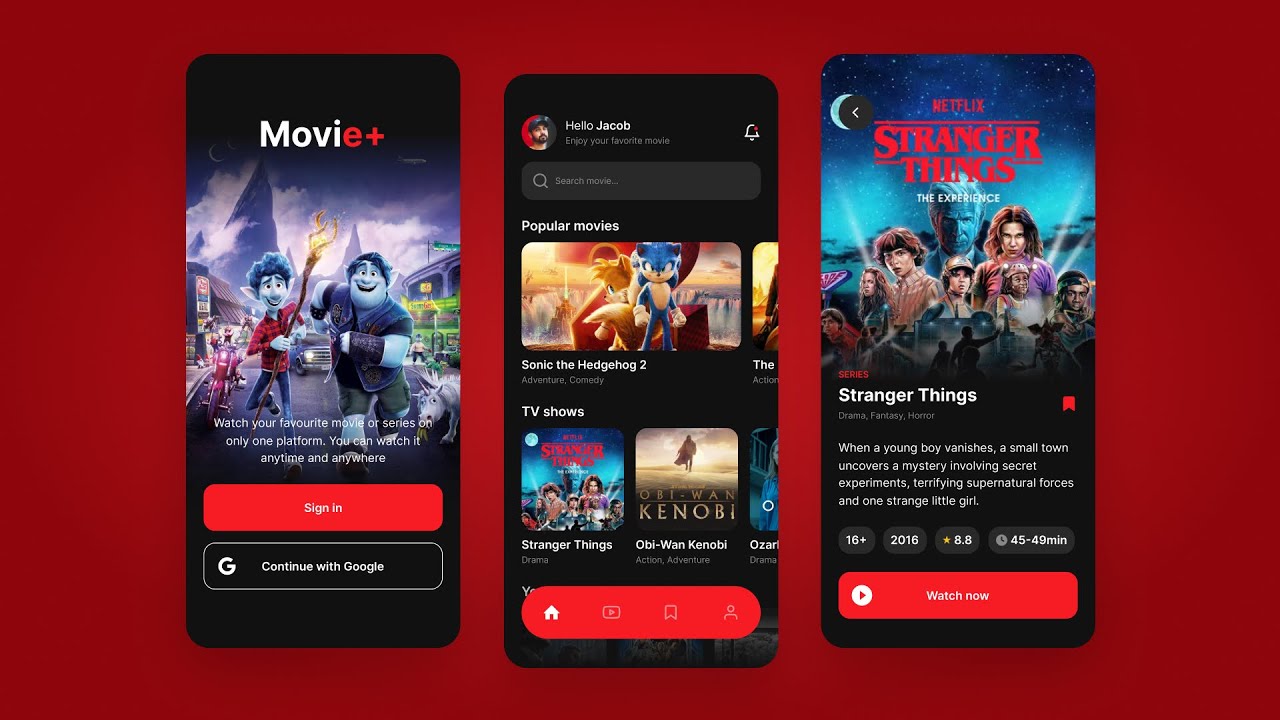 Movie+
Watch your favourite movie or series on
only one platform. You can watch it
anytime and anywhere
Sign in
Continue with Google
Hello Jacob
Enjoy your favorite movie
Search movie...
Popular movies
Sonic the Hedgehog 2
Adventure, Comedy
The
Action
TV shows
NETFLIX
STRANGER
THINGS
THE EXPERIENCE
OBI-WAN
KENOBI
Stranger Things
Drama
Obi-Wan Kenobi
Action, Adventure
Ozark
Drama
NETFLIX
STRANGER
THINGS
THE EXPERIENCE
SERIES
Stranger Things
Drama, Fantasy, Horror
When a young boy vanishes, a small town
uncovers a mystery involving secret
experiments, terrifying supernatural forces
and one strange little girl.
16+
2016
★ 8.8
45-49min
Watch now